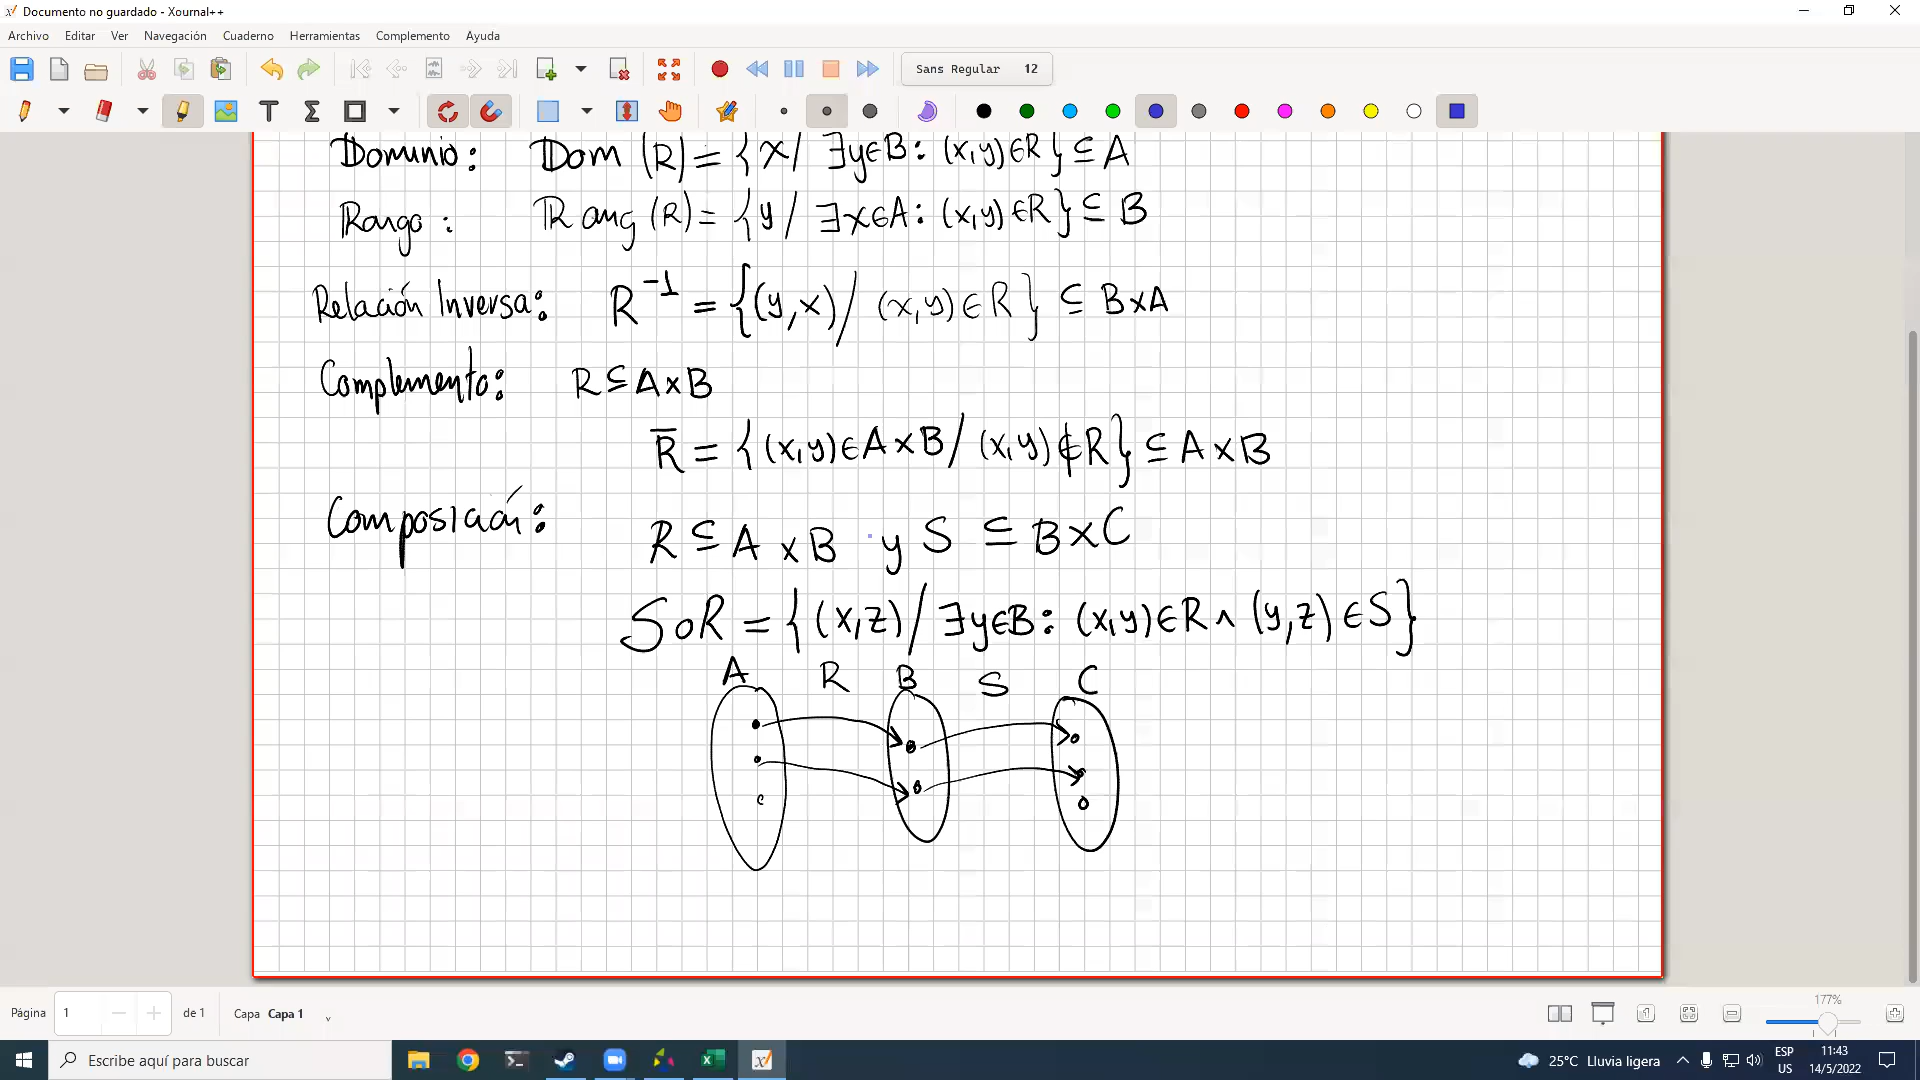 Documento no guardado - Xournal++
Archivo Editar Ver Navegación Cuaderno Herramientas Complemento Ayuda
Sans Regular 12
Dominio: Dom (R) = {x/ ∃y∈B: (x,y)∈R} ⊆ A
Rango: Rang (R) = {y/ ∃x∈A: (x,y)∈R} ⊆ B
Relación Inversa: R⁻¹ = {(y,x)/ (x,y)∈R} ⊆ B×A
Complemento: R⊆A×B
R̅ = {(x,y)∈A×B/ (x,y)∉R} ⊆ A×B
Composición: R⊆A×B y S⊆B×C
SoR = {(x,z)/ ∃y∈B: (x,y)∈R ∧ (y,z)∈S}
A R B S C
Página 1 de 1 Capa Capa 1
177%
Escribe aquí para buscar
25°C Lluvia ligera
ESP
US
11:43
14/5/2022